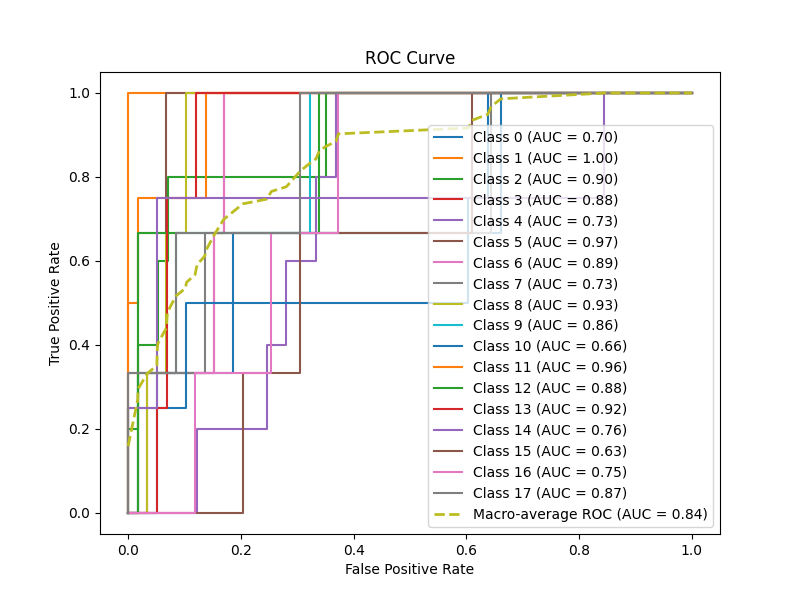 ROC Curve
True Positive Rate
1.0
0.8
0.6
0.4
0.2
0.0
Class 0 (AUC = 0.70)
Class 1 (AUC = 1.00)
Class 2 (AUC = 0.90)
Class 3 (AUC = 0.88)
Class 4 (AUC = 0.73)
Class 5 (AUC = 0.97)
Class 6 (AUC = 0.89)
Class 7 (AUC = 0.73)
Class 8 (AUC = 0.93)
Class 9 (AUC = 0.86)
Class 10 (AUC = 0.66)
Class 11 (AUC = 0.96)
Class 12 (AUC = 0.88)
Class 13 (AUC = 0.92)
Class 14 (AUC = 0.76)
Class 15 (AUC = 0.63)
Class 16 (AUC = 0.75)
Class 17 (AUC = 0.87)
Macro-average ROC (AUC = 0.84)
0.0 0.2 0.4 0.6 0.8 1.0
False Positive Rate